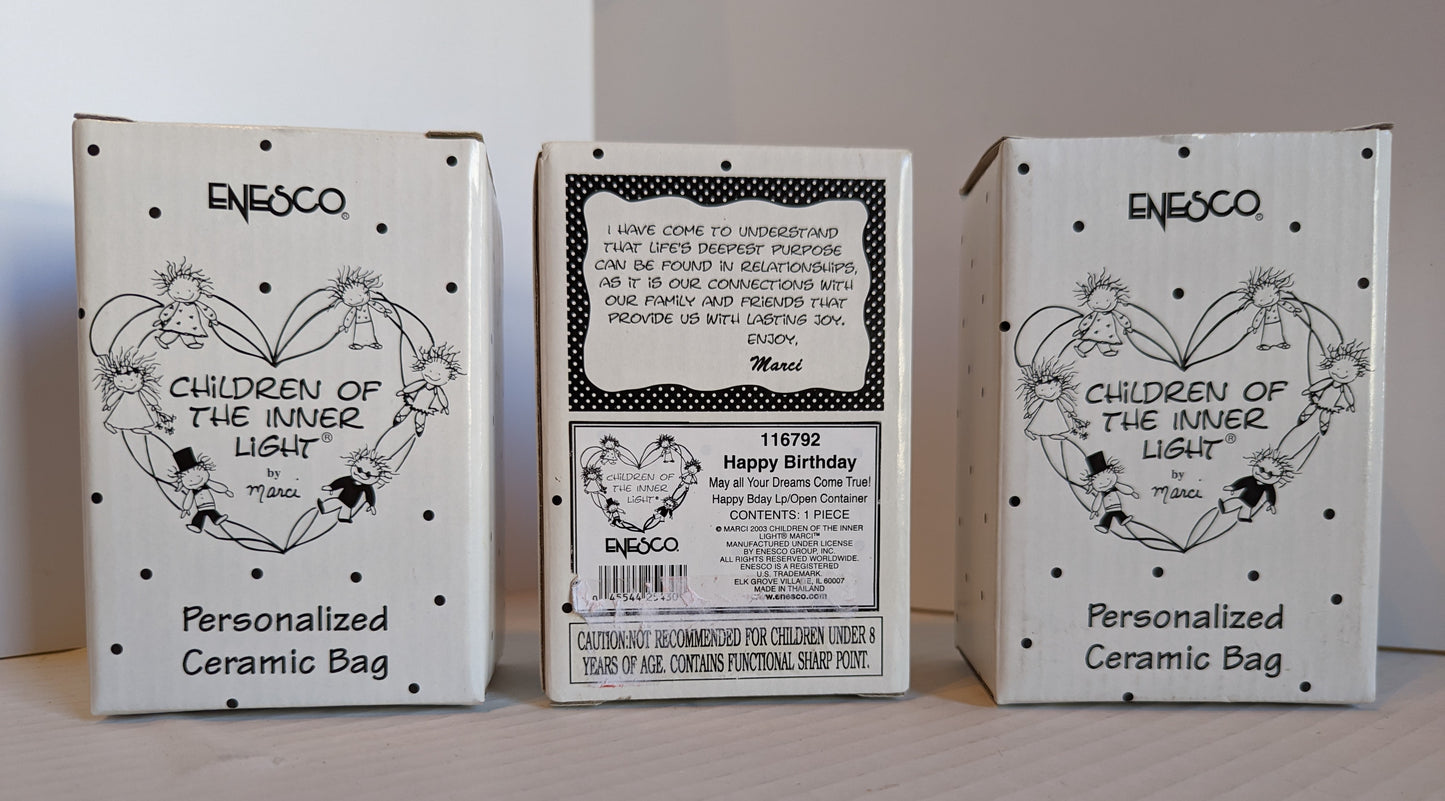 ENESCO®
CHILDREN OF
THE INNER
LIGHT®
by
Marci
Personalized
Ceramic Bag
I HAVE COME TO UNDERSTAND
THAT LIFE'S DEEPEST PURPOSE
CAN BE FOUND IN RELATIONSHIPS,
AS IT IS OUR CONNECTIONS WITH
OUR FAMILY AND FRIENDS THAT
PROVIDE US WITH LASTING JOY.
ENJOY,
Marci
CHILDREN OF
THE INNER
LIGHT®
ENESCO.
116792
Happy Birthday
May all Your Dreams Come True!
Happy Bday Lp/Open Container
CONTENTS: 1 PIECE
© MARCI 2003 CHILDREN OF THE INNER
LIGHT® MARCI™
MANUFACTURED UNDER LICENSE
BY ENESCO GROUP, INC.
ALL RIGHTS RESERVED WORLDWIDE.
ENESCO IS A REGISTERED
U.S. TRADEMARK.
ELK GROVE VILLAGE, IL 60007
MADE IN THAILAND
www.enesco.com
45544
CAUTION:NOT RECOMMENDED FOR CHILDREN UNDER 8
YEARS OF AGE. CONTAINS FUNCTIONAL SHARP POINT.
ENESCO®
CHILDREN OF
THE INNER
LIGHT®
by
Marci
Personalized
Ceramic Bag